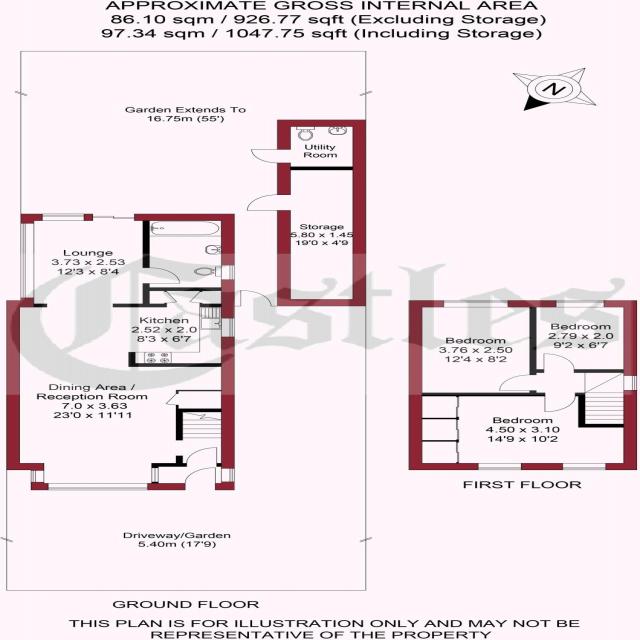 APPROXIMATE GROSS INTERNAL AREA
86.10 sqm / 926.77 sqft (Excluding Storage)
97.34 sqm / 1047.75 sqft (Including Storage)
N
Garden Extends To
16.75m (55')
Utility
Room
Storage
5.80 x 1.45
19'0 x 4'9
Lounge
3.73 x 2.53
12'3 x 8'4
Kitchen
2.52 x 2.0
8'3 x 6'7
Castles
Dining Area /
Reception Room
7.0 x 3.63
23'0 x 11'11
Bedroom
3.76 x 2.50
12'4 x 8'2
Bedroom
2.79 x 2.0
9'2 x 6'7
Bedroom
4.50 x 3.10
14'9 x 10'2
FIRST FLOOR
Driveway/Garden
5.40m (17'9)
GROUND FLOOR
THIS PLAN IS FOR ILLUSTRATION ONLY AND MAY NOT BE
REPRESENTATIVE OF THE PROPERTY